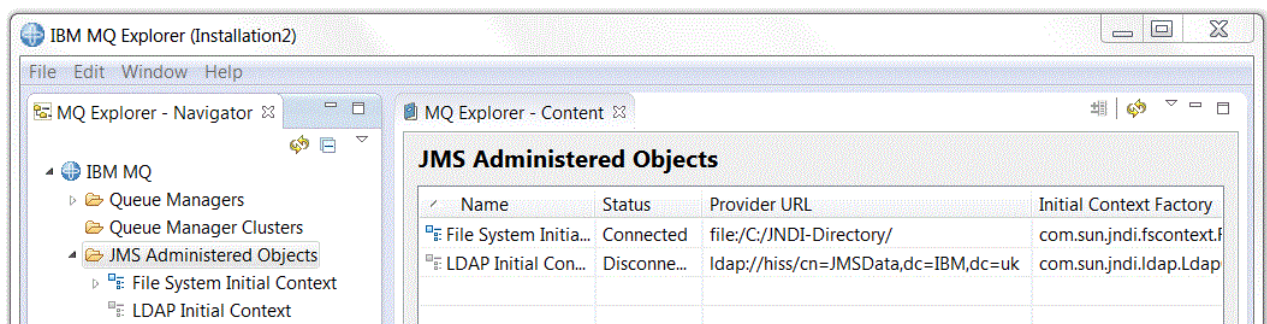 IBM MQ Explorer (Installation2)
File Edit Window Help
MQ Explorer - Navigator
IBM MQ
Queue Managers
Queue Manager Clusters
JMS Administered Objects
File System Initial Context
LDAP Initial Context
MQ Explorer - Content
JMS Administered Objects
Name Status Provider URL Initial Context Factory
File System Initia... Connected file:/C:/JNDI-Directory/ com.sun.jndi.fscontext.
LDAP Initial Con... Disconne... ldap://hiss/cn=JMSData,dc=IBM,dc=uk com.sun.jndi.ldap.Ldap